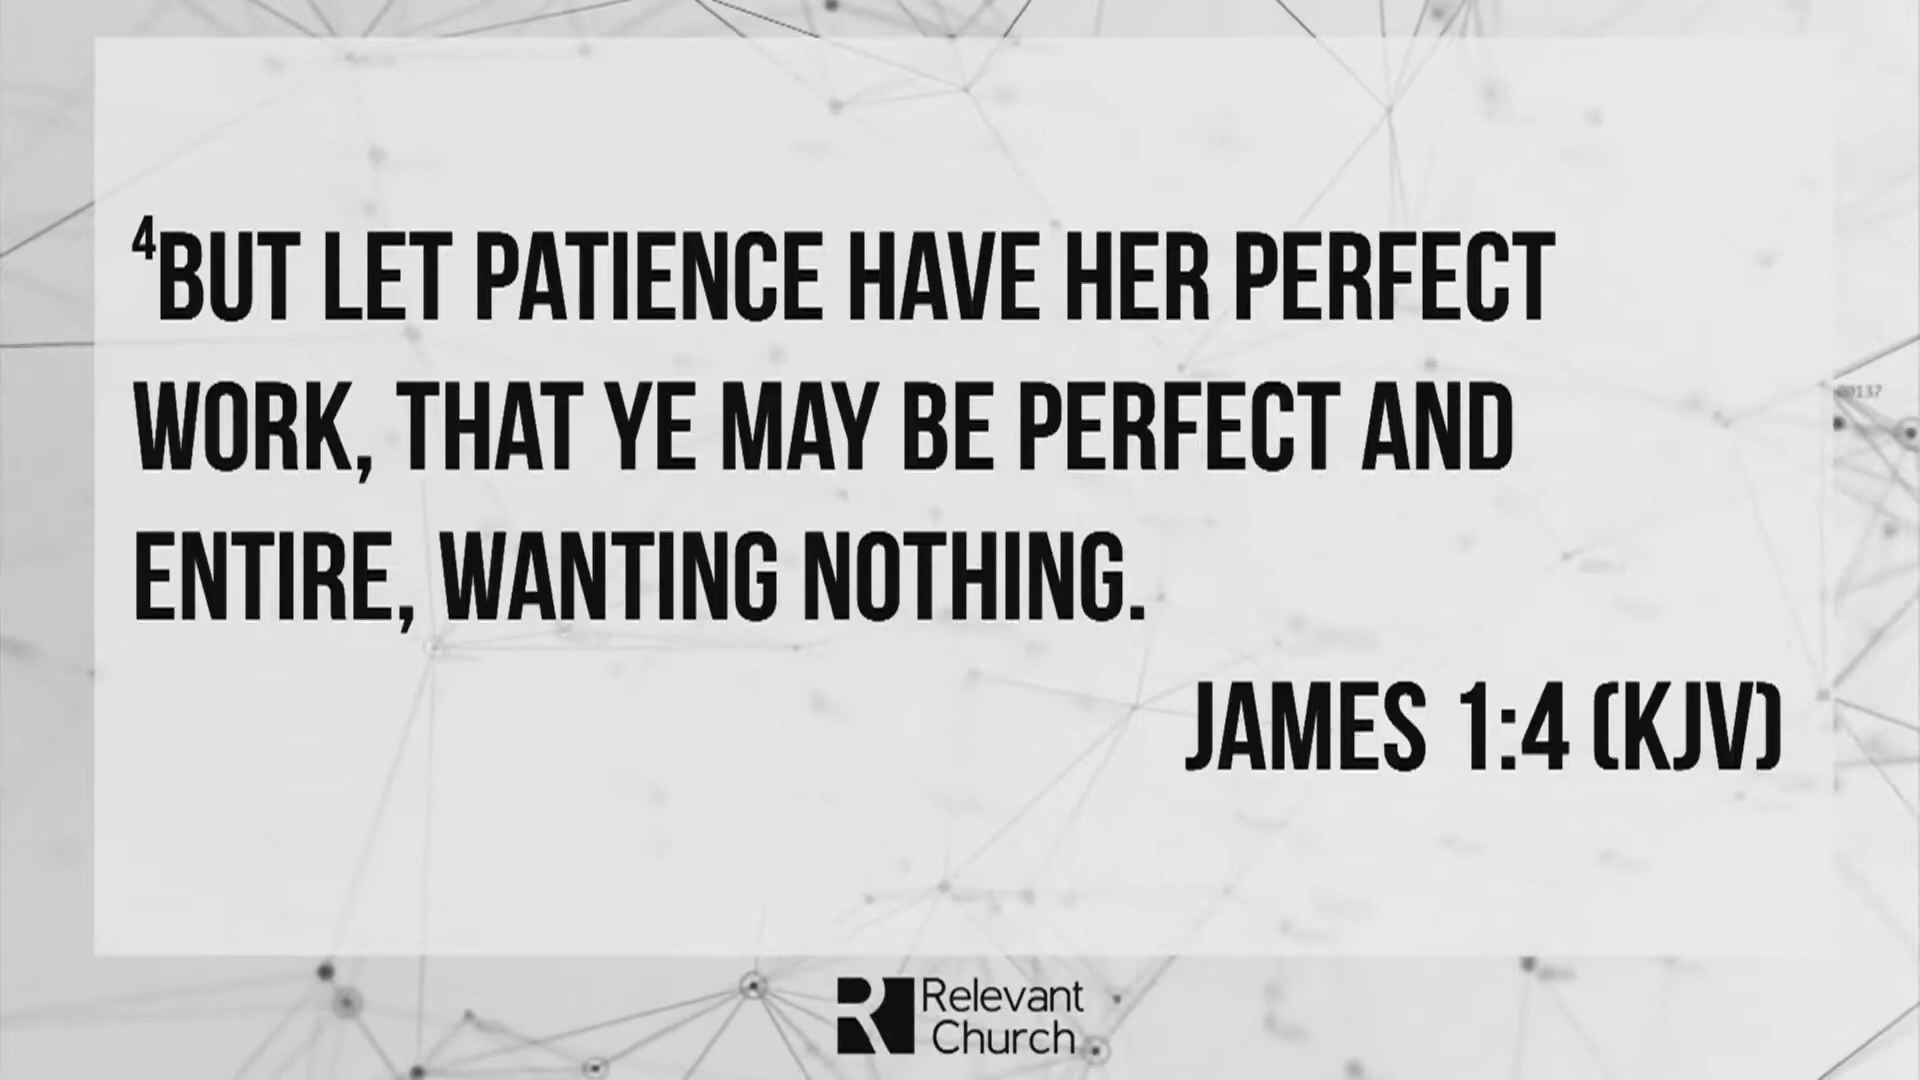 ⁴BUT LET PATIENCE HAVE HER PERFECT
WORK, THAT YE MAY BE PERFECT AND
ENTIRE, WANTING NOTHING.
JAMES 1:4 (KJV)
Relevant
Church